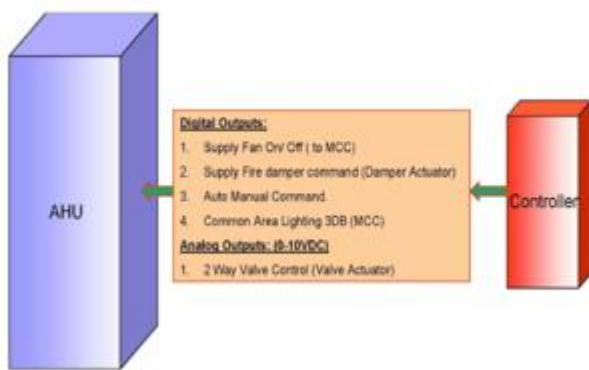 AHU
Digital Outputs:
1. Supply Fan On/ Off ( to MCC)
2. Supply Fire damper command (Damper Actuator)
3. Auto Manual Command
4. Common Area Lighting 3DB (MCC)
Analog Outputs: (0-10VDC)
1. 2 Way Valve Control (Valve Actuator)
Controller